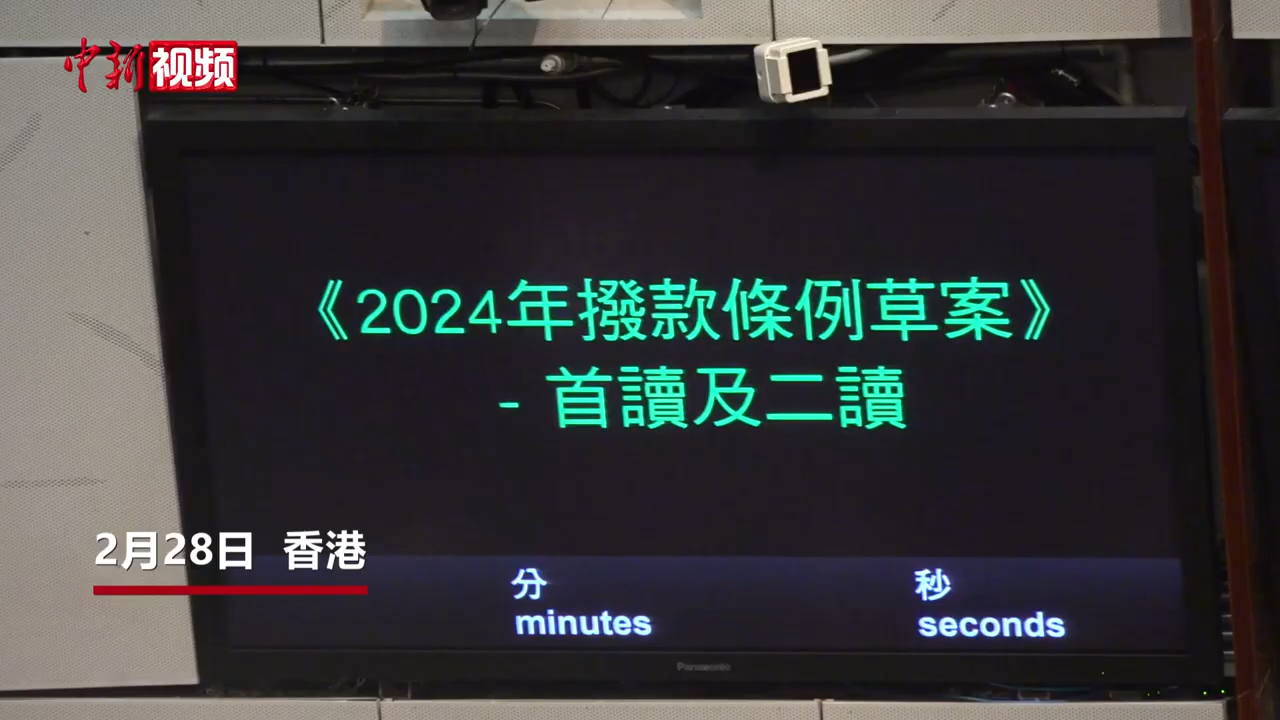 中新视频
《2024年撥款條例草案》
- 首讀及二讀
2月28日 香港
分 秒
minutes seconds
Panasonic